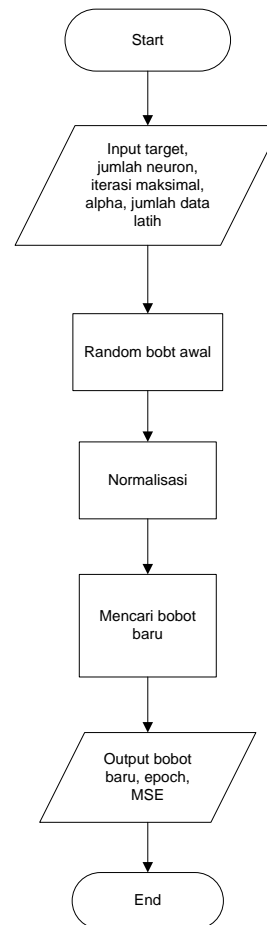 Start
Input target,
jumlah neuron,
iterasi maksimal,
alpha, jumlah data
latih
Random bobt awal
Normalisasi
Mencari bobot
baru
Output bobot
baru, epoch,
MSE
End